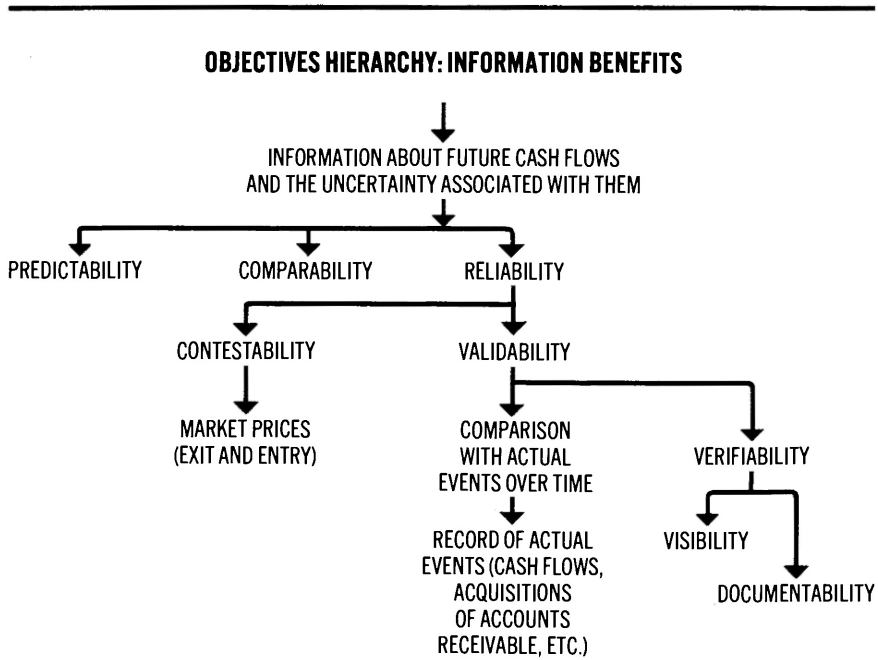 OBJECTIVES HIERARCHY: INFORMATION BENEFITS
INFORMATION ABOUT FUTURE CASH FLOWS
AND THE UNCERTAINTY ASSOCIATED WITH THEM
PREDICTABILITY
COMPARABILITY
RELIABILITY
CONTESTABILITY
VALIDABILITY
MARKET PRICES
(EXIT AND ENTRY)
COMPARISON
WITH ACTUAL
EVENTS OVER TIME
VERIFIABILITY
RECORD OF ACTUAL
EVENTS (CASH FLOWS,
ACQUISITIONS
OF ACCOUNTS
RECEIVABLE, ETC.)
VISIBILITY
DOCUMENTABILITY